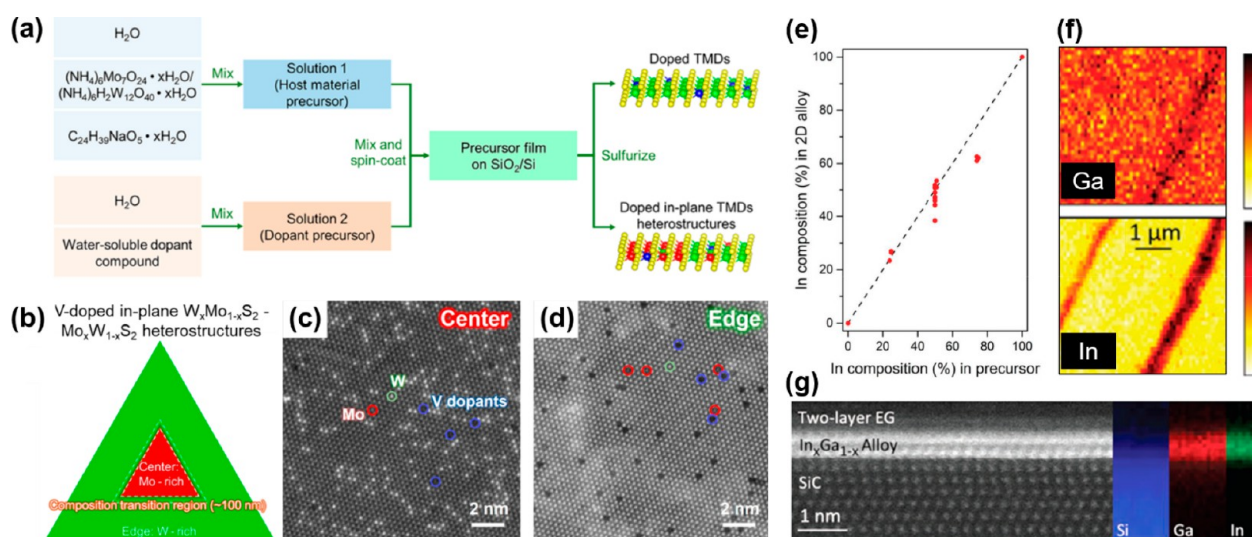 (a)
H₂O
(NH₄)₆Mo₇O₂₄ • xH₂O/
(NH₄)₆H₂W₁₂O₄₀ • xH₂O
C₂₄H₃₉NaO₅ • xH₂O
Mix
Solution 1
(Host material
precursor)
H₂O
Water-soluble dopant
compound
Mix
Solution 2
(Dopant precursor)
Mix and
spin-coat
Precursor film
on SiO₂/Si
Sulfurize
Doped TMDs
Doped in-plane TMDs
heterostructures
(b)
V-doped in-plane WₓMo₁₋ₓS₂ -
MoₓW₁₋ₓS₂ heterostructures
Center:
Mo - rich
Composition transition region (~100 nm)
Edge: W - rich
(c)
Center
W
Mo
V dopants
2 nm
(d)
Edge
2 nm
(e)
In composition (%) in 2D alloy
100
80
60
40
20
0
0 20 40 60 80 100
In composition (%) in precursor
(f)
Ga
1 µm
In
(g)
Two-layer EG
InₓGa₁₋ₓ Alloy
SiC
1 nm
Si
Ga
In